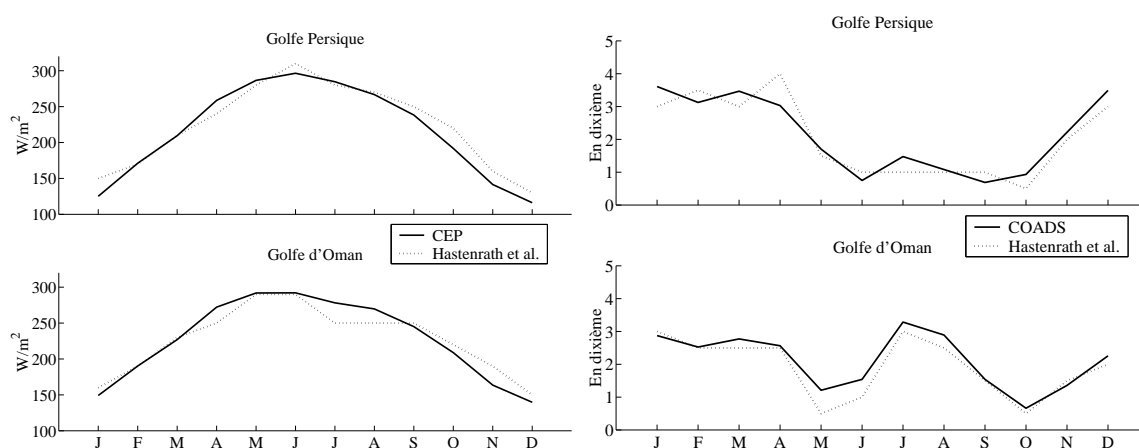 Golfe Persique
W/m²
300
250
200
150
100
CEP
Hastenrath et al.
Golfe d'Oman
W/m²
300
250
200
150
100
J F M A M J J A S O N D
Golfe Persique
En dixième
5
4
3
2
1
0
COADS
Hastenrath et al.
Golfe d'Oman
En dixième
5
4
3
2
1
0
J F M A M J J A S O N D